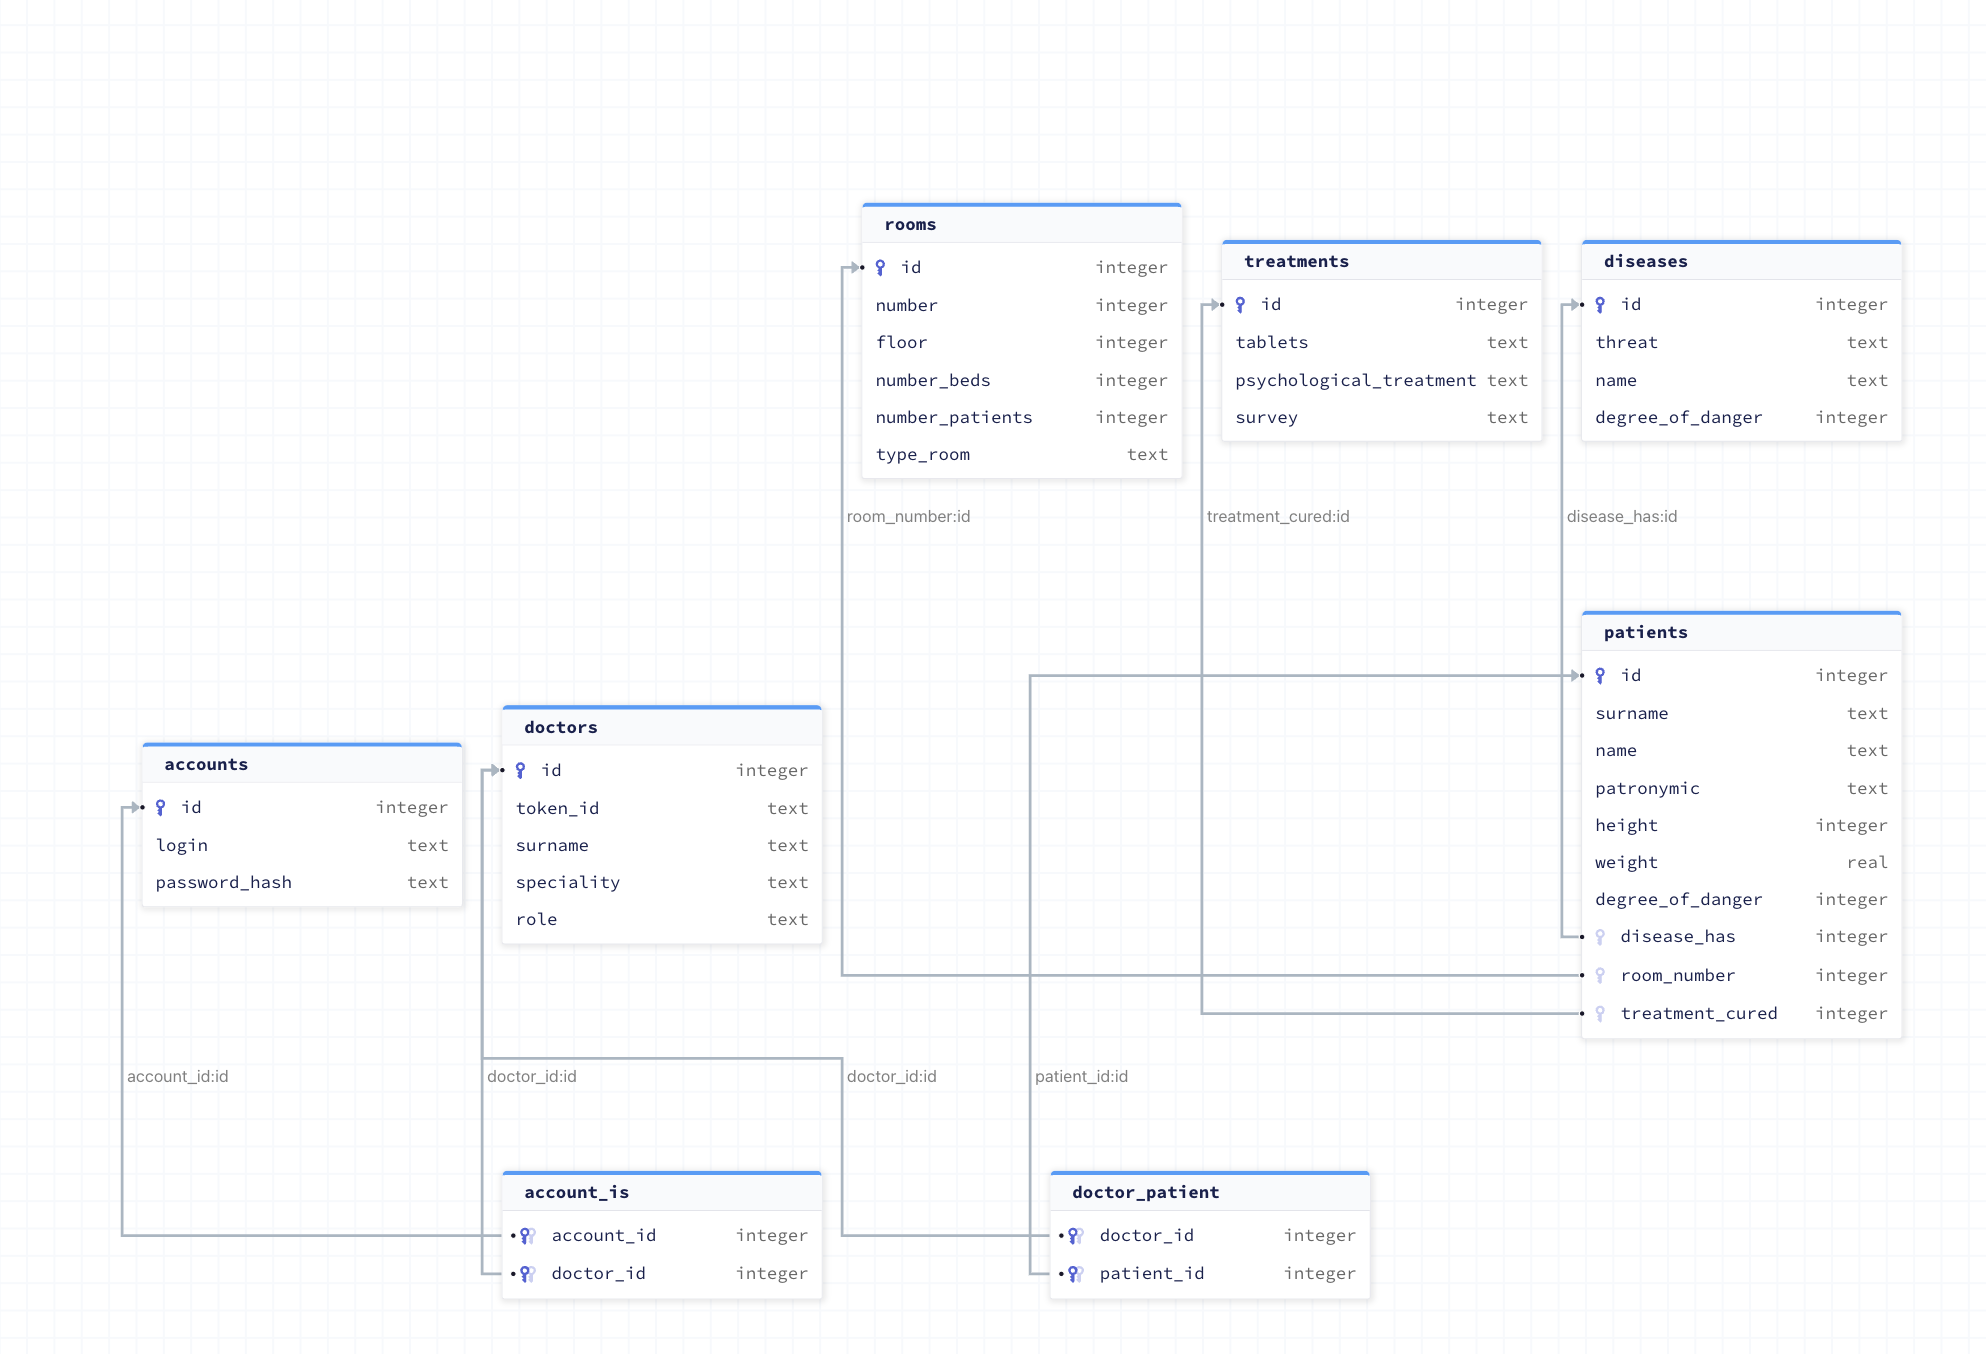 rooms
id integer
number integer
floor integer
number_beds integer
number_patients integer
type_room text
treatments
id integer
tablets text
psychological_treatment text
survey text
diseases
id integer
threat text
name text
degree_of_danger integer
room_number:id
treatment_cured:id
disease_has:id
patients
id integer
surname text
name text
patronymic text
height integer
weight real
degree_of_danger integer
disease_has integer
room_number integer
treatment_cured integer
doctors
id integer
token_id text
surname text
speciality text
role text
accounts
id integer
login text
password_hash text
account_id:id
doctor_id:id
doctor_id:id
patient_id:id
account_is
account_id integer
doctor_id integer
doctor_patient
doctor_id integer
patient_id integer